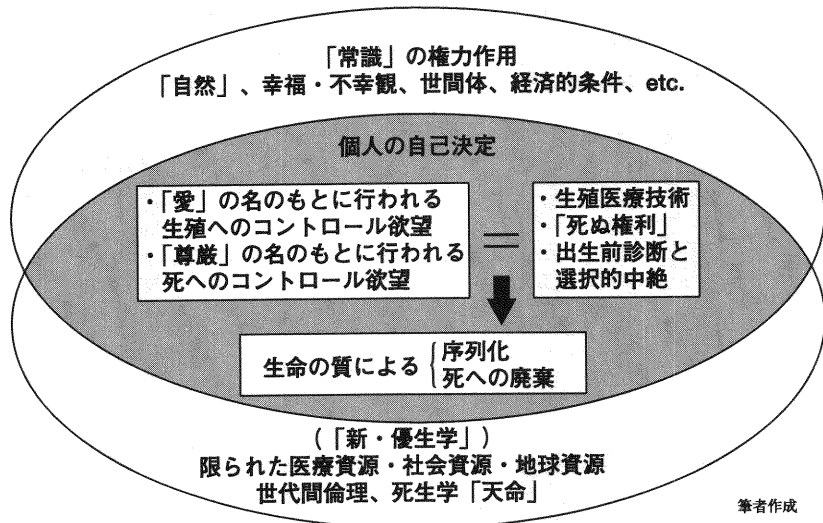 「常識」の権力作用
「自然」、幸福・不幸観、世間体、経済的条件、etc.
個人の自己決定
・「愛」の名のもとに行われる
生殖へのコントロール欲望
・「尊厳」の名のもとに行われる
死へのコントロール欲望
=
・生殖医療技術
・「死ぬ権利」
・出生前診断と
選択的中絶
生命の質による{序列化
死への廃棄
(「新・優生学」)
限られた医療資源・社会資源・地球資源
世代間倫理、死生学「天命」
筆者作成